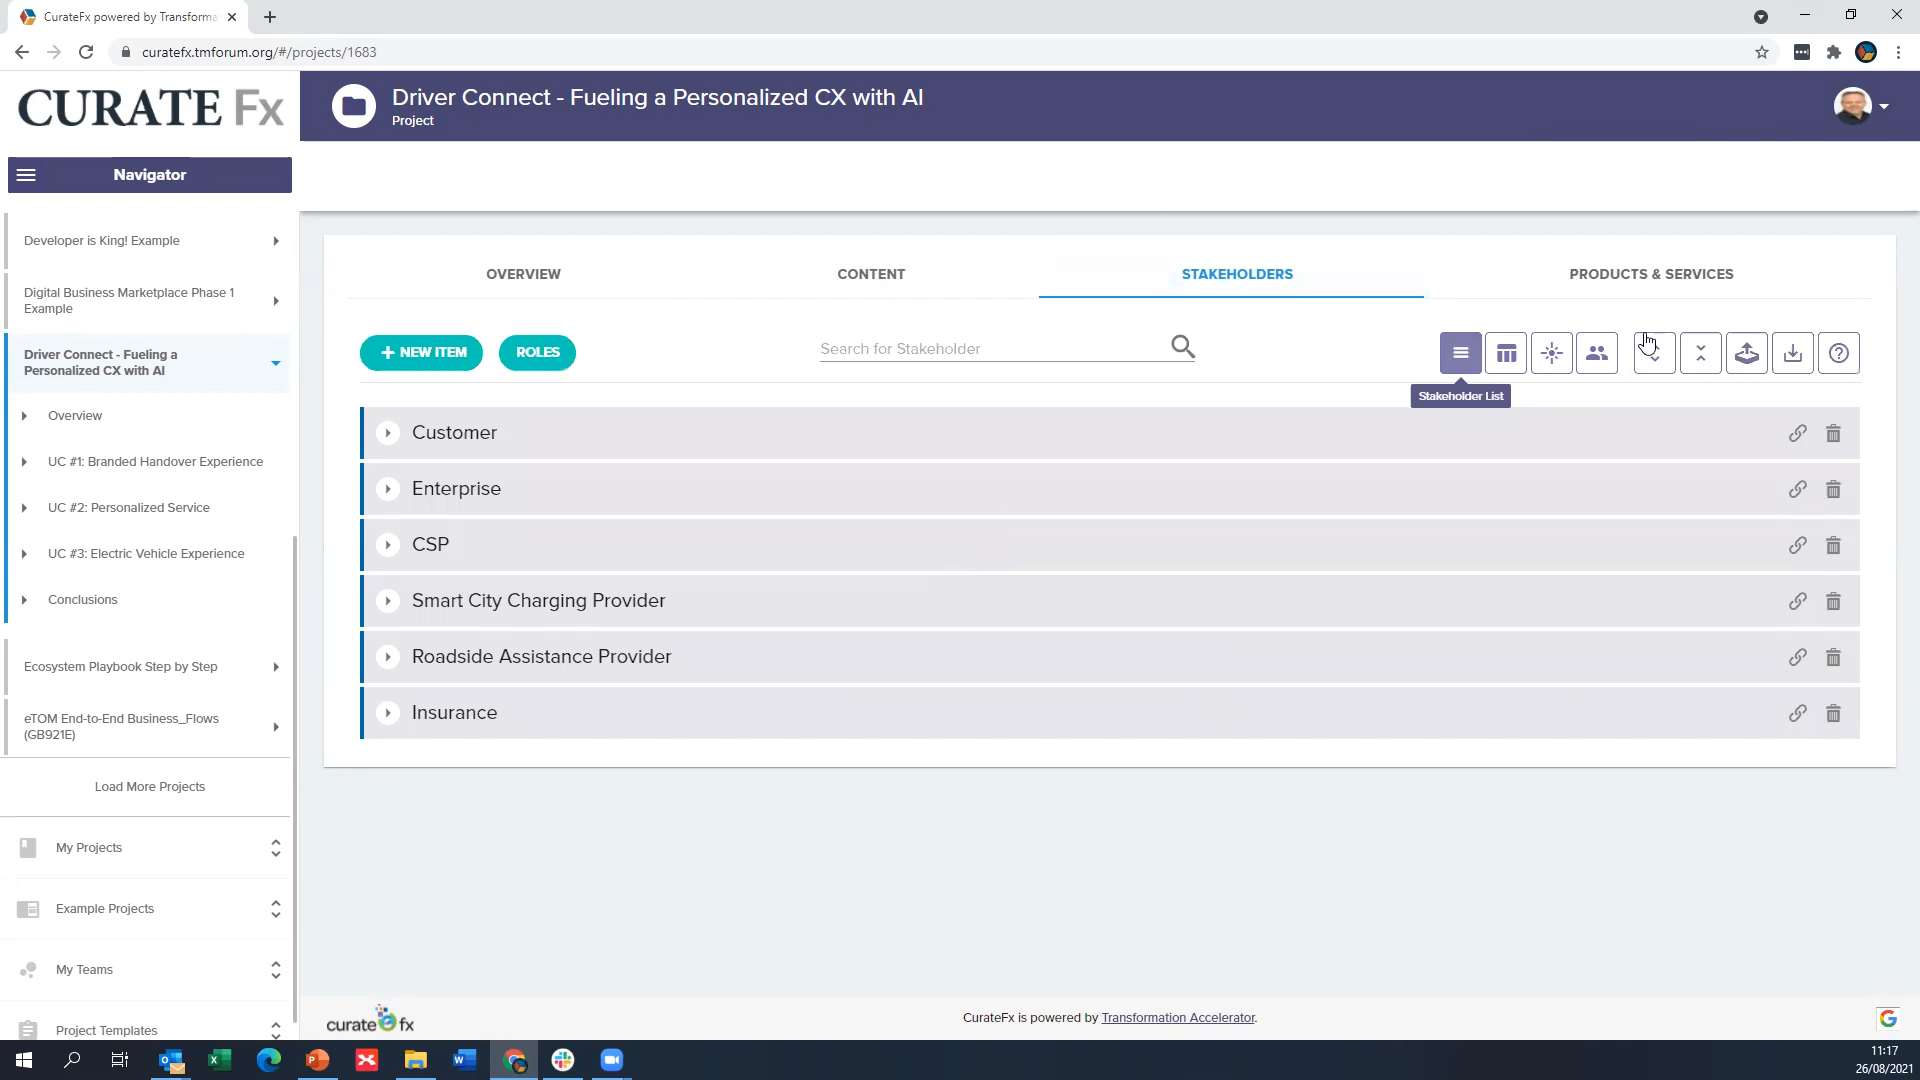 CurateFx powered by Transforma
curatefx.tmforum.org/#/projects/1683
CURATE Fx
Driver Connect - Fueling a Personalized CX with AI
Project
Navigator
Developer is King! Example
Digital Business Marketplace Phase 1
Example
Driver Connect - Fueling a
Personalized CX with AI
Overview
UC #1: Branded Handover Experience
UC #2: Personalized Service
UC #3: Electric Vehicle Experience
Conclusions
Ecosystem Playbook Step by Step
eTOM End-to-End Business_Flows
(GB921E)
Load More Projects
My Projects
Example Projects
My Teams
Project Templates
OVERVIEW
CONTENT
STAKEHOLDERS
PRODUCTS & SERVICES
+ NEW ITEM
ROLES
Search for Stakeholder
Stakeholder List
Customer
Enterprise
CSP
Smart City Charging Provider
Roadside Assistance Provider
Insurance
curate fx
CurateFx is powered by Transformation Accelerator.
11:17
26/08/2021